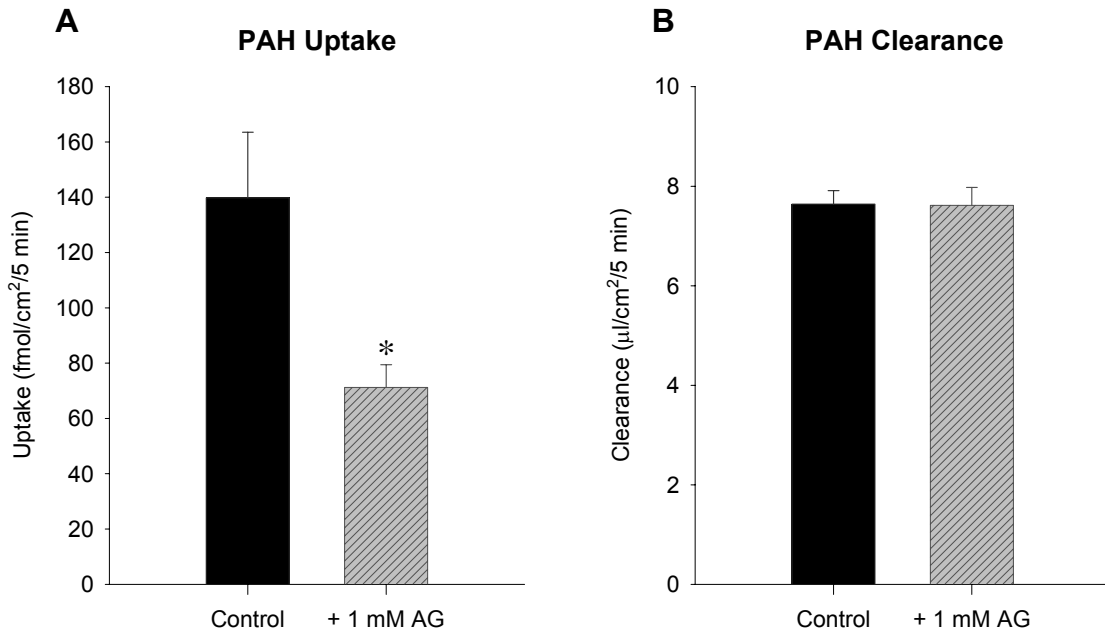 A
PAH Uptake
180
160
140
120
100
80
60
40
20
0
Uptake (fmol/cm²/5 min)
*
Control
+ 1 mM AG
B
PAH Clearance
10
8
6
4
2
0
Clearance (μl/cm²/5 min)
Control
+ 1 mM AG